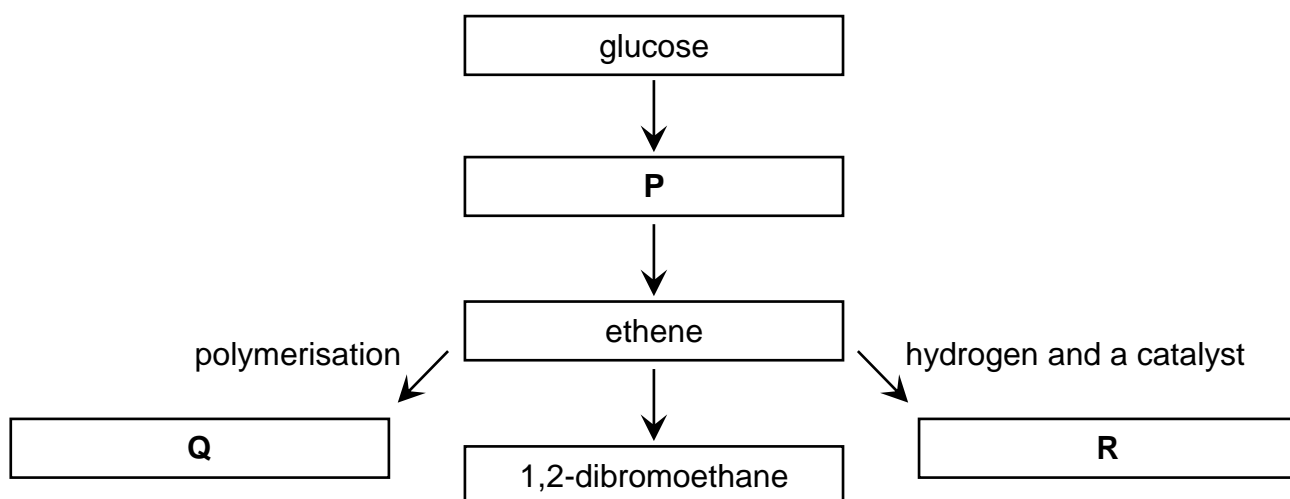 glucose
P
ethene
polymerisation
hydrogen and a catalyst
Q
R
1,2-dibromoethane